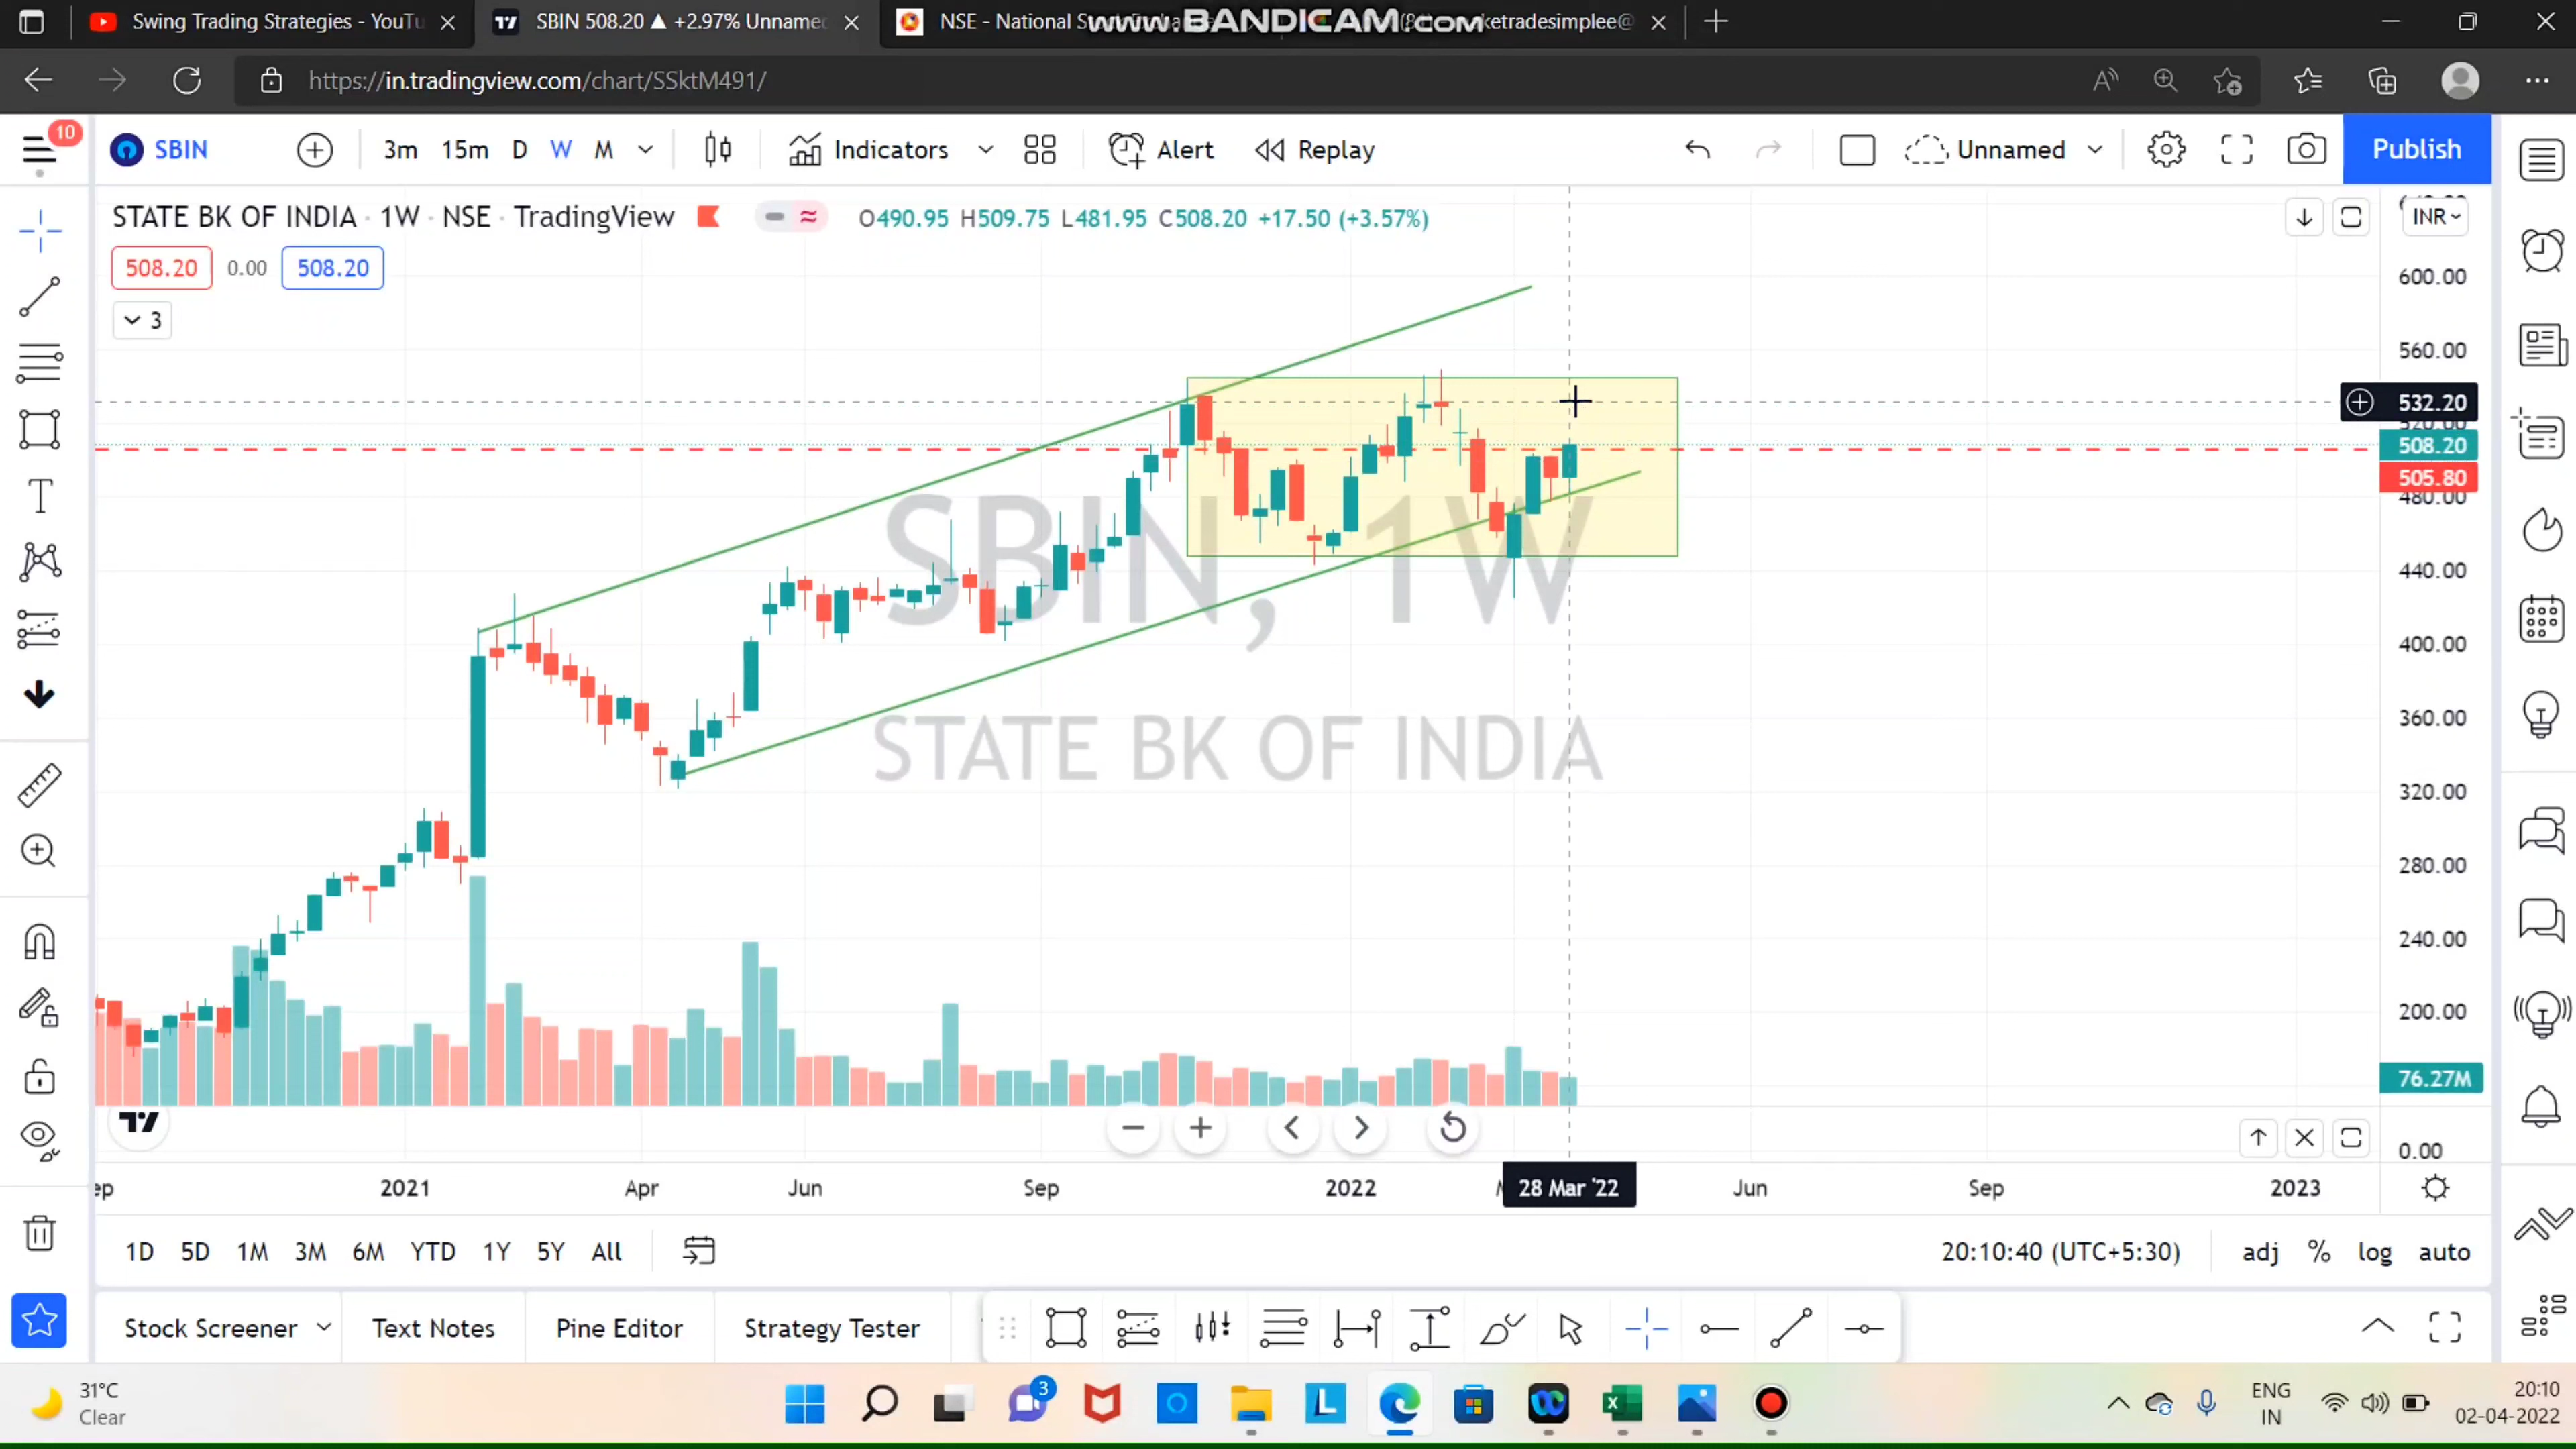 Swing Trading Strategies - YouTu
SBIN 508.20 ▲ +2.97% Unname
NSE - National
www.BANDICAM.com
ketradesimplee@
https://in.tradingview.com/chart/SSktM491/
10
SBIN
3m 15m D W M
Indicators
Alert
Replay
Unnamed
Publish
STATE BK OF INDIA · 1W · NSE · TradingView
O490.95 H509.75 L481.95 C508.20 +17.50 (+3.57%)
INR
508.20 0.00 508.20
3
600.00
560.00
532.20
508.20
505.80
480.00
440.00
400.00
360.00
320.00
280.00
240.00
200.00
76.27M
0.00
SBIN, 1W
STATE BK OF INDIA
2021 Apr Jun Sep 2022 28 Mar '22 Jun Sep 2023
1D 5D 1M 3M 6M YTD 1Y 5Y All
20:10:40 (UTC+5:30) adj % log auto
Stock Screener
Text Notes
Pine Editor
Strategy Tester
31°C
Clear
3
ENG
IN
20:10
02-04-2022